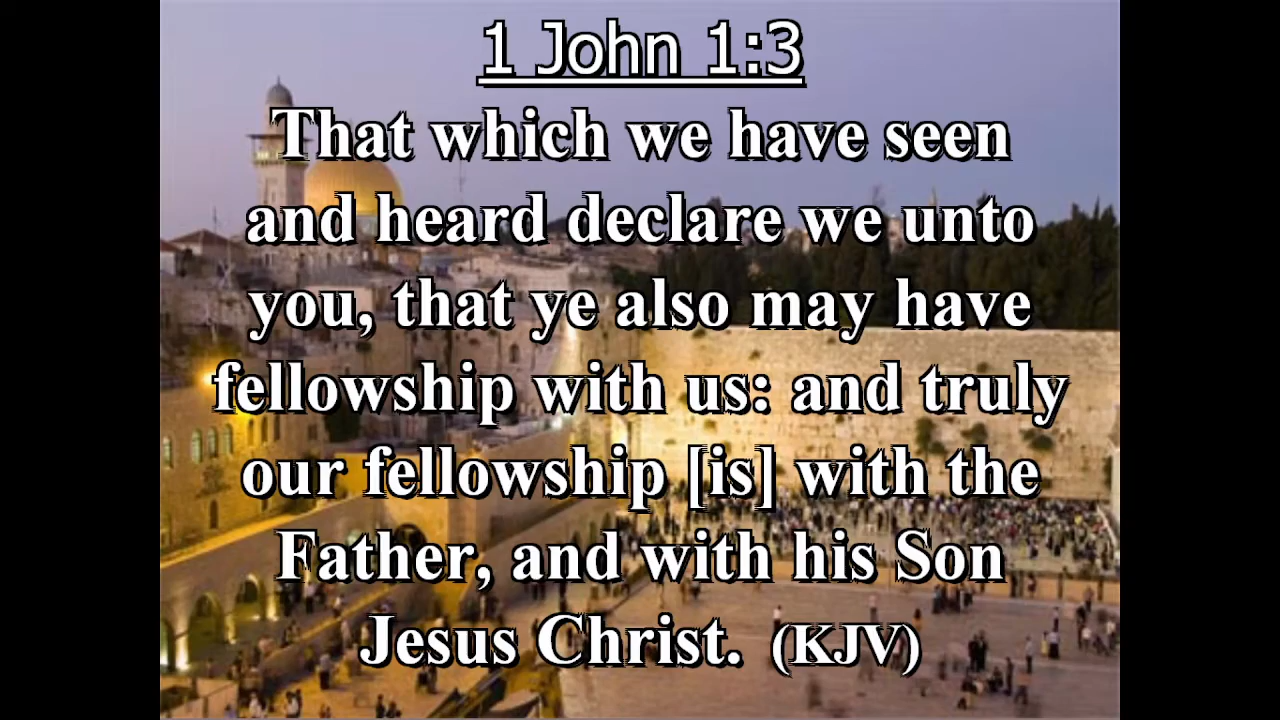 1 John 1:3
That which we have seen
and heard declare we unto
you, that ye also may have
fellowship with us: and truly
our fellowship [is] with the
Father, and with his Son
Jesus Christ. (KJV)